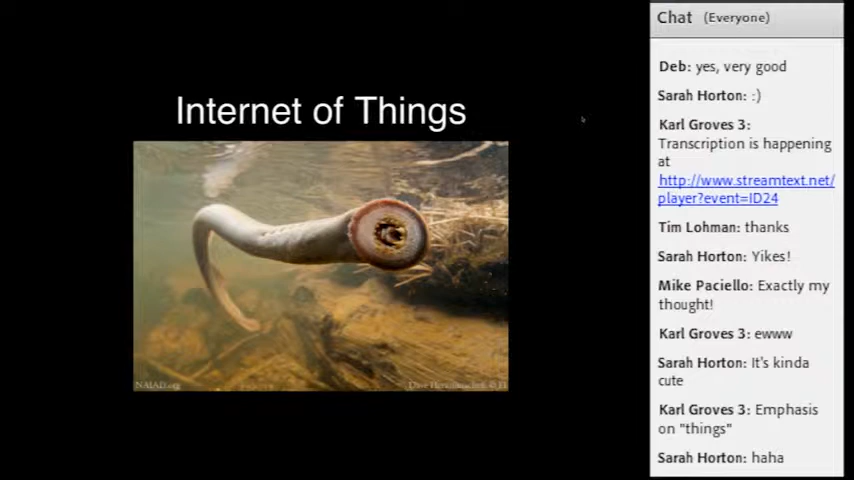 Internet of Things
NAIAD.org
Chat (Everyone)
Deb: yes, very good
Sarah Horton: :)
Karl Groves 3:
Transcription is happening
at
http://www.streamtext.net/
player?event=ID24
Tim Lohman: thanks
Sarah Horton: Yikes!
Mike Paciello: Exactly my
thought!
Karl Groves 3: ewww
Sarah Horton: It's kinda
cute
Karl Groves 3: Emphasis
on "things"
Sarah Horton: haha